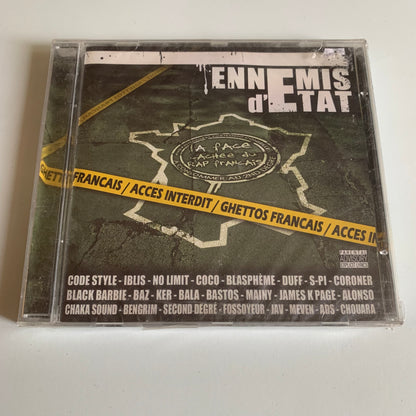 ENNEMIS
d'ETAT
LA FACE
CACHÉE DU
RAP FRANÇAIS
GHETTOS FRANCAIS / ACCES INTERDIT / GHETTOS FRANCAIS / ACCES IN
PARENTAL
ADVISORY
EXPLICIT LYRICS
CODE STYLE - IBLIS - NO LIMIT - COCO - BLASPHÈME - DUFF - S-PI - CORONER
BLACK BARBIE - BAZ - KER - BALA - BASTOS - MAINY - JAMES K PAGE - ALONSO
CHAKA SOUND - BENGRIM - SECOND DEGRÉ - FOSSOYEUR - JAV - MEVEN - ADS - CHOUARA